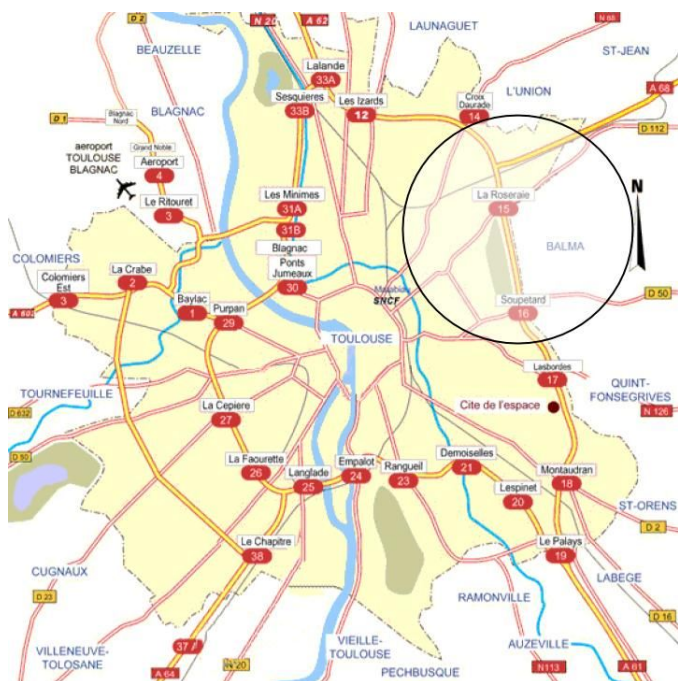 N 20
A 62
LAUNAGUET
N 88
D 2
BEAUZELLE
ST-JEAN
Lalande
33A
Sesquieres
33B
Les Izards
12
Croix
Daurade
14
L'UNION
A 68
D 1
Blagnac
Nord
BLAGNAC
D 112
aeroport
TOULOUSE
BLAGNAC
Grand Noble
Aeroport
4
Le Ritouret
3
Les Minimes
31A
31B
La Roseraie
15
N
BALMA
Blagnac
Ponts
Jumeaux
30
COLOMIERS
Colomiers
Est
3
La Crabe
2
Baylac
1
Purpan
29
Matabiau
SNCF
Soupetard
16
D 50
TOULOUSE
Lasbordes
17
TOURNEFEUILLE
QUINT-
FONSEGRIVES
D 632
La Cepiere
27
Cite de l'espace
N 126
D 50
La Faourette
26
Langlade
25
Empalot
24
Rangueil
23
Demoiselles
21
Lespinet
20
Montaudran
18
ST-ORENS
D 2
Le Chapitre
38
Le Palays
19
CUGNAUX
D 23
LABEGE
RAMONVILLE
D 16
37 A
VILLENEUVE-
TOLOSANE
A 64
N 20
VIEILLE-
TOULOUSE
PECHBUSQUE
AUZEVILLE
N113
A 61